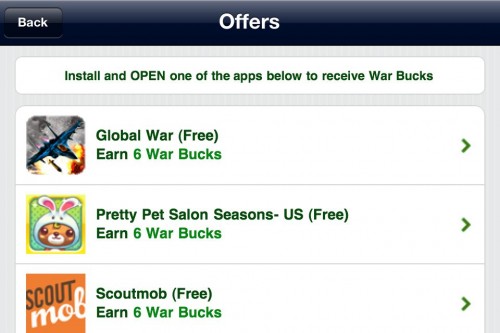 Back
Offers
Install and OPEN one of the apps below to receive War Bucks
Global War (Free)
Earn 6 War Bucks
Pretty Pet Salon Seasons- US (Free)
Earn 6 War Bucks
SCOUT
mob
Scoutmob (Free)
Earn 6 War Bucks